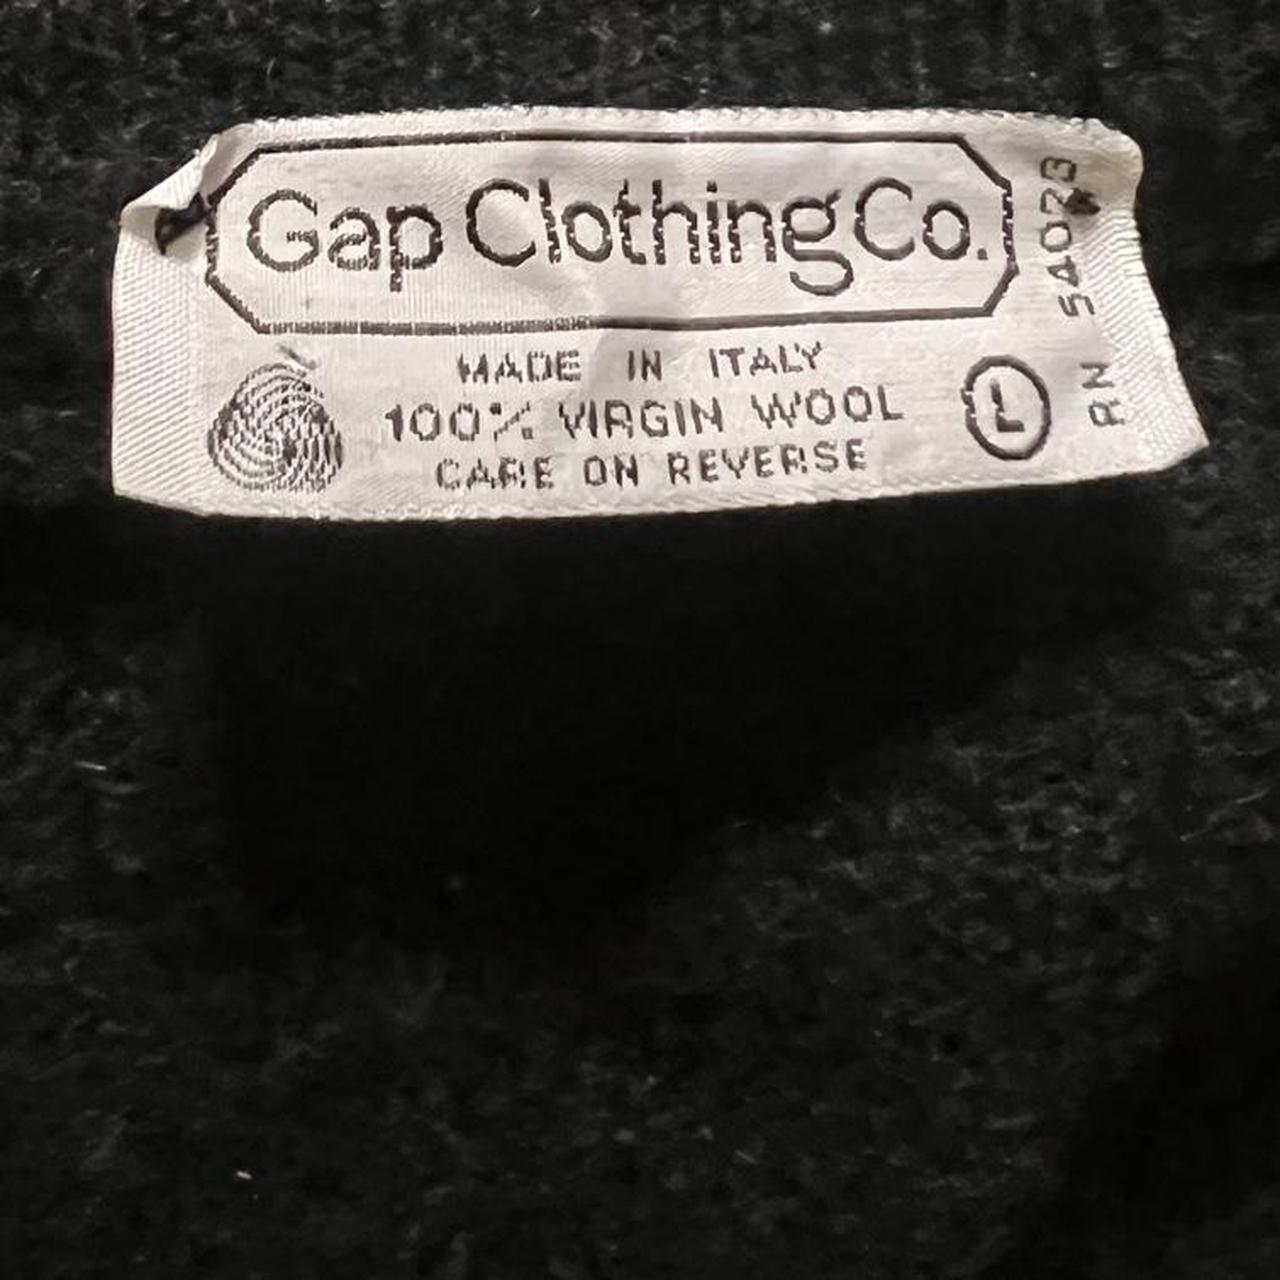 Gap Clothing Co.
MADE IN ITALY
100% VIRGIN WOOL
CARE ON REVERSE
L
RN 54023